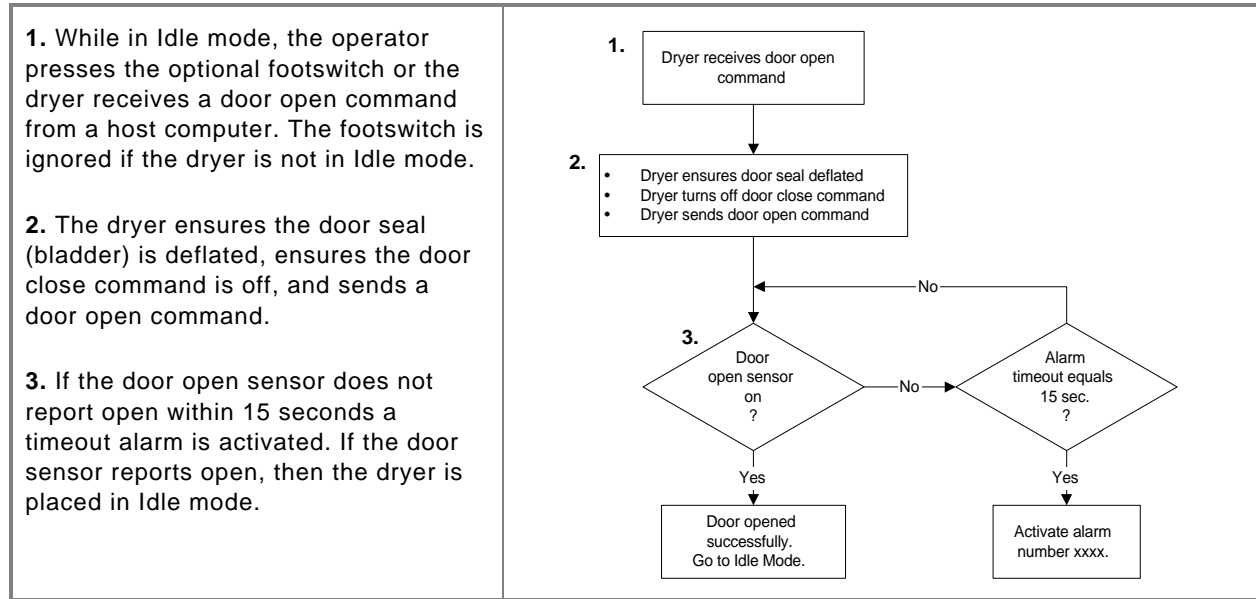 1. While in Idle mode, the operator
presses the optional footswitch or the
dryer receives a door open command
from a host computer. The footswitch is
ignored if the dryer is not in Idle mode.
2. The dryer ensures the door seal
(bladder) is deflated, ensures the door
close command is off, and sends a
door open command.
3. If the door open sensor does not
report open within 15 seconds a
timeout alarm is activated. If the door
sensor reports open, then the dryer is
placed in Idle mode.
1.
Dryer receives door open
command
2.
• Dryer ensures door seal deflated
• Dryer turns off door close command
• Dryer sends door open command
No
3.
Door
open sensor
on
?
No
Alarm
timeout equals
15 sec.
?
Yes
Yes
Door opened
successfully.
Go to Idle Mode.
Activate alarm
number xxxx.